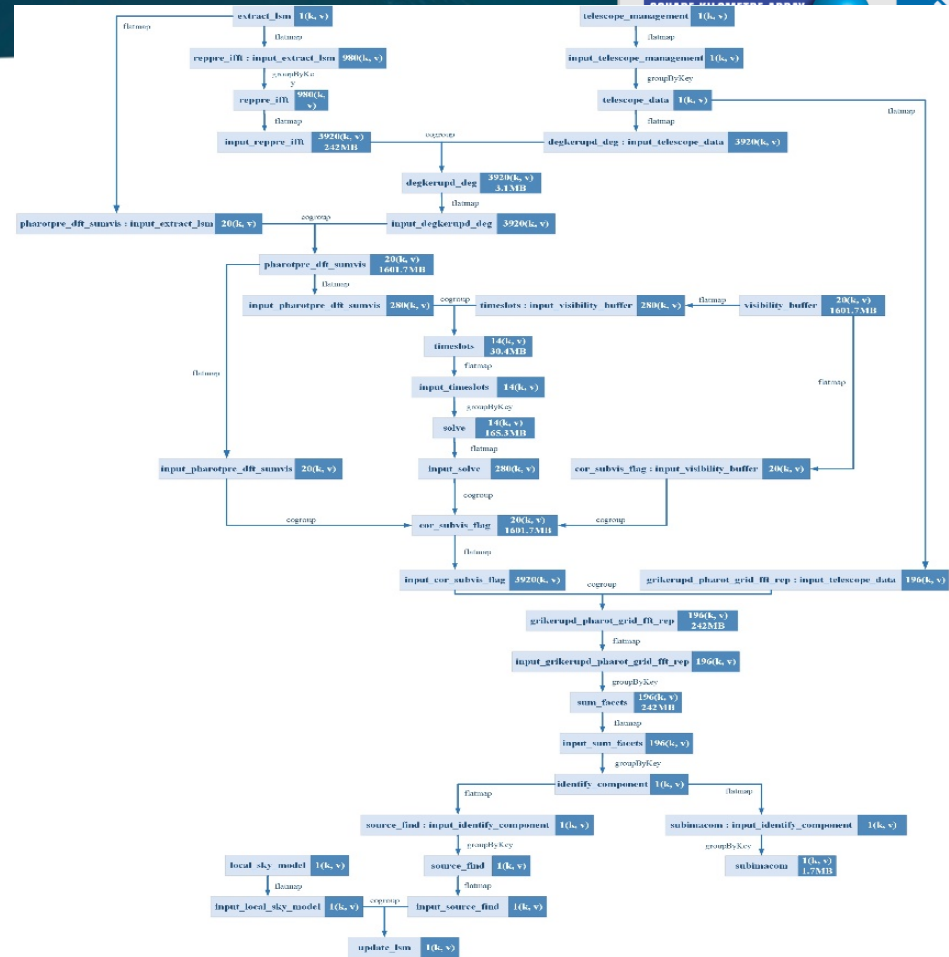 SQUARE KILOMETRE ARRAY
extract_lsm 1(k, v)
telescope_management 1(k, v)
flatmap
flatmap
flatmap
reppre_ifft : input_extract_lsm 980(k, v)
input_telescope_management 1(k, v)
groupByKe
y
groupByKey
reppre_ifft 980(k,
v)
telescope_data 1(k, v)
flatmap
flatmap
flatmap
input_reppre_ifft 3920(k, v)
242MB
cogroup
degkerupd_deg : input_telescope_data 3920(k, v)
degkerupd_deg 3920(k, v)
3.1MB
flatmap
pharotpre_dft_sumvis : input_extract_lsm 20(k, v)
cogroup
input_degkerupd_deg 3920(k, v)
pharotpre_dft_sumvis 20(k, v)
1601.7MB
flatmap
input_pharotpre_dft_sumvis 280(k, v)
cogroup
timeslots : input_visibility_buffer 280(k, v)
flatmap
visibility_buffer 20(k, v)
1601.7MB
timeslots 14(k, v)
30.4MB
flatmap
flatmap
flatmap
input_timeslots 14(k, v)
groupByKey
solve 14(k, v)
165.3MB
flatmap
input_pharotpre_dft_sumvis 20(k, v)
input_solve 280(k, v)
cor_subvis_flag : input_visibility_buffer 20(k, v)
cogroup
cogroup
cor_subvis_flag 20(k, v)
1601.7MB
cogroup
flatmap
input_cor_subvis_flag 3920(k, v)
cogroup
grikerupd_pharot_grid_fft_rep : input_telescope_data 196(k, v)
grikerupd_pharot_grid_fft_rep 196(k, v)
242MB
flatmap
input_grikerupd_pharot_grid_fft_rep 196(k, v)
groupByKey
sum_facets 196(k, v)
242MB
flatmap
input_sum_facets 196(k, v)
groupByKey
identify_component 1(k, v)
flatmap
flatmap
source_find : input_identify_component 1(k, v)
subimacom : input_identify_component 1(k, v)
groupByKey
groupByKey
local_sky_model 1(k, v)
source_find 1(k, v)
subimacom 1(k, v)
1.7MB
flatmap
flatmap
input_local_sky_model 1(k, v)
cogroup
input_source_find 1(k, v)
update_lsm 1(k, v)